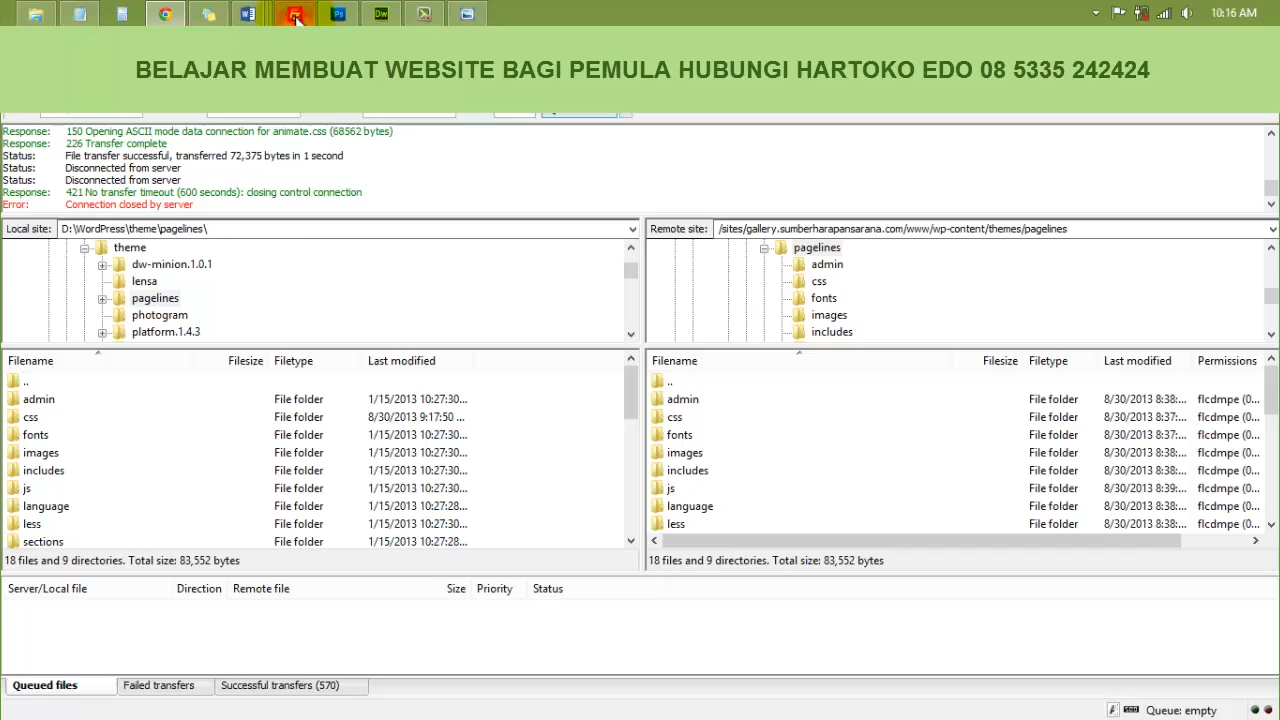 10:16 AM
BELAJAR MEMBUAT WEBSITE BAGI PEMULA HUBUNGI HARTOKO EDO 08 5335 242424
Response: 150 Opening ASCII mode data connection for animate.css (68562 bytes)
Response: 226 Transfer complete
Status: File transfer successful, transferred 72,375 bytes in 1 second
Status: Disconnected from server
Status: Disconnected from server
Response: 421 No transfer timeout (600 seconds): closing control connection
Error: Connection closed by server
Local site: D:\WordPress\theme\pagelines\
theme
dw-minion.1.0.1
lensa
pagelines
photogram
platform.1.4.3
Filename Filesize Filetype Last modified
..
admin File folder 1/15/2013 10:27:30...
css File folder 8/30/2013 9:17:50 ...
fonts File folder 1/15/2013 10:27:30...
images File folder 1/15/2013 10:27:30...
includes File folder 1/15/2013 10:27:30...
js File folder 1/15/2013 10:27:30...
language File folder 1/15/2013 10:27:28...
less File folder 1/15/2013 10:27:30...
sections File folder 1/15/2013 10:27:28...
18 files and 9 directories. Total size: 83,552 bytes
Remote site: /sites/gallery.sumberharapansarana.com/www/wp-content/themes/pagelines
pagelines
admin
css
fonts
images
includes
Filename Filesize Filetype Last modified Permissions
..
admin File folder 8/30/2013 8:38:... flcdmpe (0...
css File folder 8/30/2013 8:37:... flcdmpe (0...
fonts File folder 8/30/2013 8:37:... flcdmpe (0...
images File folder 8/30/2013 8:38:... flcdmpe (0...
includes File folder 8/30/2013 8:38:... flcdmpe (0...
js File folder 8/30/2013 8:39:... flcdmpe (0...
language File folder 8/30/2013 8:38:... flcdmpe (0...
less File folder 8/30/2013 8:38:... flcdmpe (0...
18 files and 9 directories. Total size: 83,552 bytes
Server/Local file Direction Remote file Size Priority Status
Queued files Failed transfers Successful transfers (570)
Queue: empty